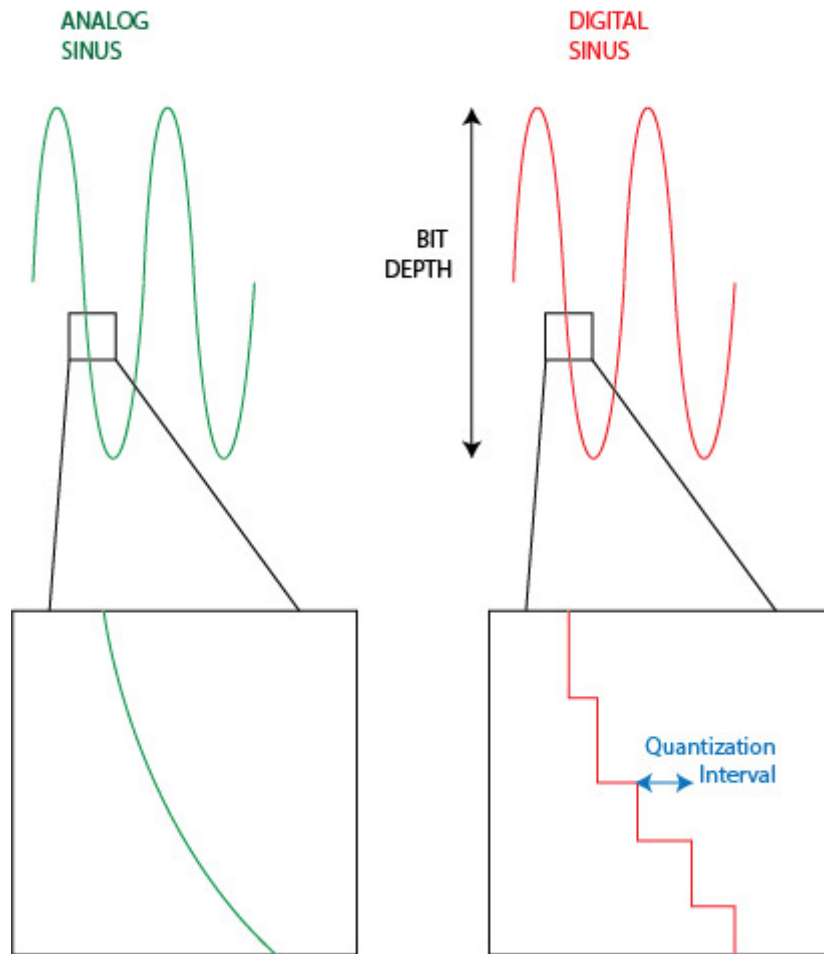 ANALOG
SINUS
DIGITAL
SINUS
BIT
DEPTH
Quantization
Interval